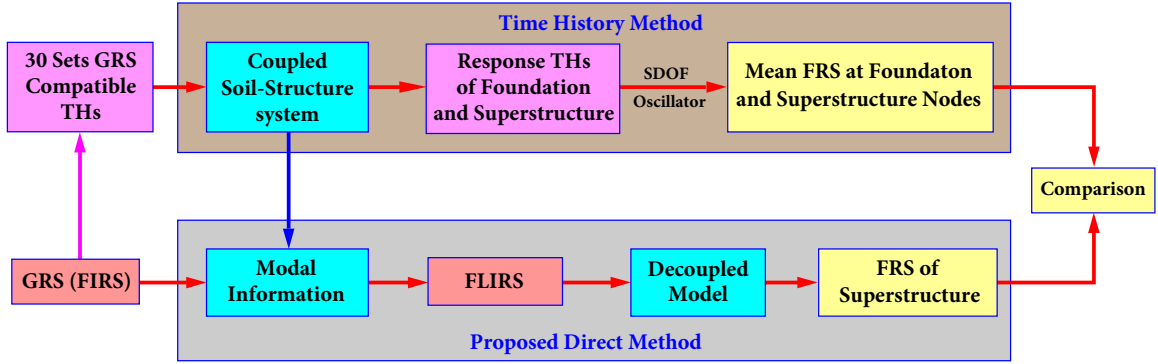 Time History Method
30 Sets GRS
Compatible
THs
Coupled
Soil-Structure
system
Response THs
of Foundation
and Superstructure
SDOF
Oscillator
Mean FRS at Foundaton
and Superstructure Nodes
Comparison
GRS (FIRS)
Modal
Information
FLIRS
Decoupled
Model
FRS of
Superstructure
Proposed Direct Method